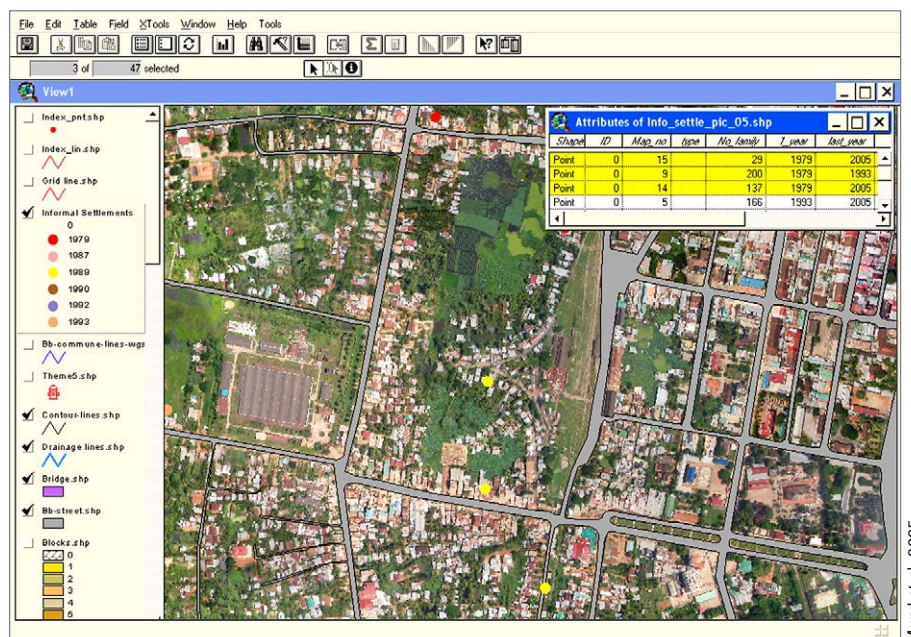 File Edit Table Field XTools Window Help Tools
3 of 47 selected
View1
Index_pnt.shp
Index_lin.shp
Grid line.shp
Informal Settlements
0
1979
1987
1989
1990
1992
1993
Bb-commune-lines-wgs
Theme5.shp
Contour-lines.shp
Drainage lines.shp
Bridge.shp
Bb-street.shp
Blocks.shp
0
1
2
3
4
5
Attributes of Info_settle_pic_05.shp
Shape ID Map_no type No_family 1_year last_year
Point 0 15 29 1979 2005
Point 0 9 200 1979 1993
Point 0 14 137 1979 2005
Point 0 5 166 1993 2005